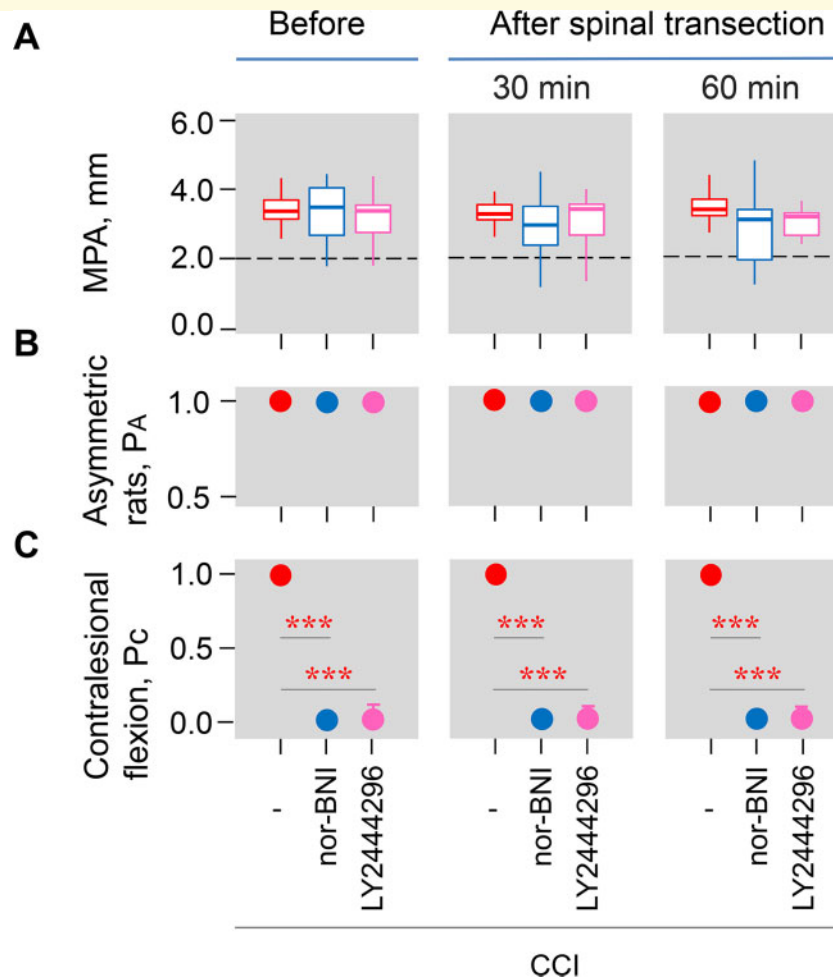 A
Before
After spinal transection
30 min
60 min
MPA, mm
6.0
4.0
2.0
0.0
B
Asymmetric
rats, PA
1.0
0.5
C
Contralesional
flexion, PC
1.0
0.5
0.0
***
***
***
***
***
***
-
nor-BNI
LY2444296
-
nor-BNI
LY2444296
-
nor-BNI
LY2444296
CCI